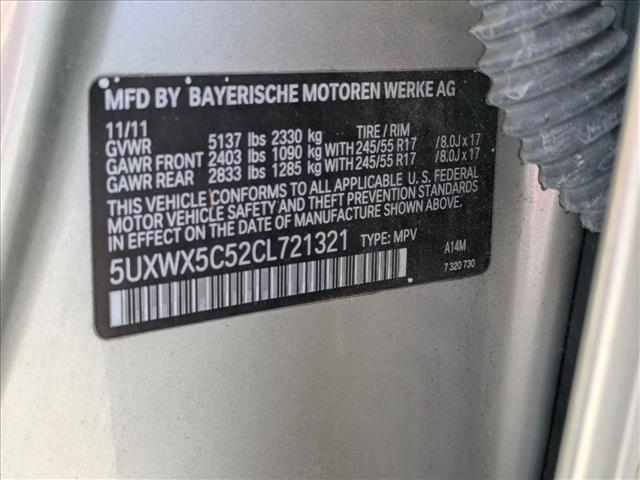 MFD BY BAYERISCHE MOTOREN WERKE AG
11/11 TIRE / RIM
GVWR 5137 lbs 2330 kg
GAWR FRONT 2403 lbs 1090 kg WITH 245/55 R17 /8.0J x 17
GAWR REAR 2833 lbs 1285 kg WITH 245/55 R17 /8.0J x 17
THIS VEHICLE CONFORMS TO ALL APPLICABLE U. S. FEDERAL
MOTOR VEHICLE SAFETY AND THEFT PREVENTION STANDARDS
IN EFFECT ON THE DATE OF MANUFACTURE SHOWN ABOVE.
5UXWX5C52CL721321 TYPE: MPV A14M
7 320 730